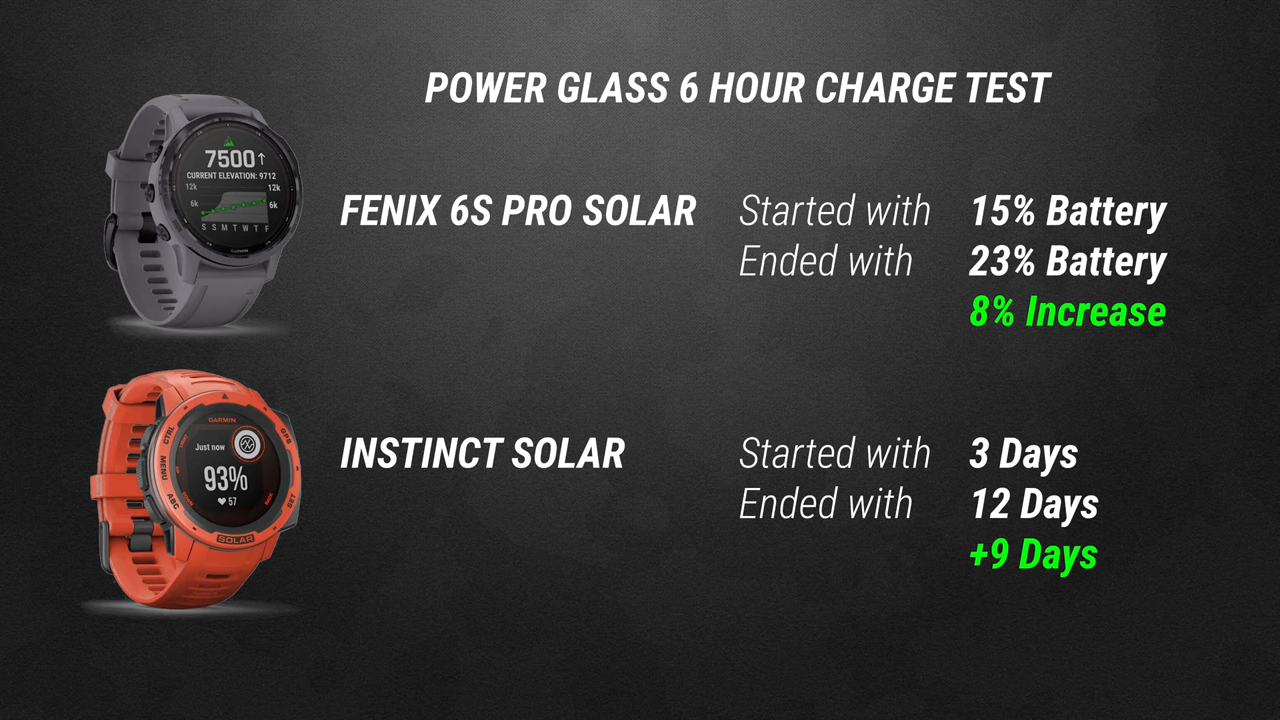 POWER GLASS 6 HOUR CHARGE TEST
7500↑
CURRENT ELEVATION: 9712
12k 12k
6k 6k
S S M T W T F
GARMIN
FENIX 6S PRO SOLAR
Started with 15% Battery
Ended with 23% Battery
8% Increase
GARMIN
CTRL
GPS
MENU
ABC
SET
BACK
Just now
93%
57
SOLAR
INSTINCT SOLAR
Started with 3 Days
Ended with 12 Days
+9 Days